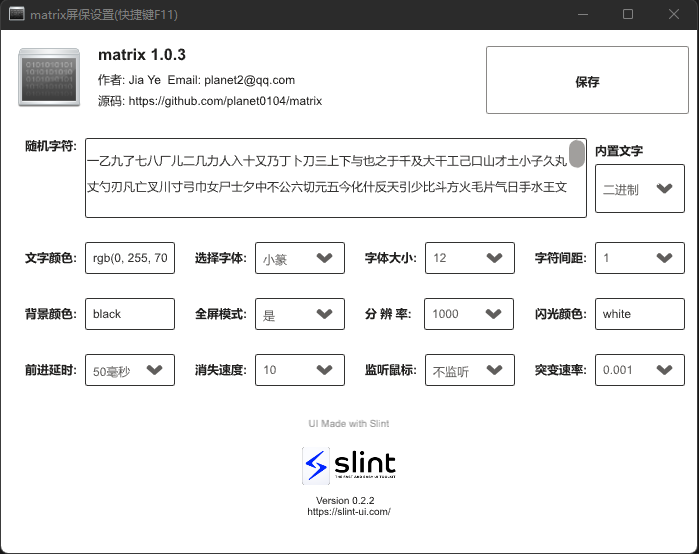 matrix屏保设置(快捷键F11)
matrix 1.0.3
作者: Jia Ye  Email: planet2@qq.com
源码: https://github.com/planet0104/matrix
保存
随机字符:
一乙九了七八厂儿二几力人入十又乃丁卜刀三上下与也之于干及大千工己口山才土小子久丸
丈勺刃凡亡叉川寸弓巾女尸士夕中不公六切元五今化什反天引少比斗方火毛片气日手水王文
内置文字
二进制
文字颜色: rgb(0, 255, 70 选择字体: 小篆 字体大小: 12 字符间距: 1
背景颜色: black 全屏模式: 是 分 辨 率: 1000 闪光颜色: white
前进延时: 50毫秒 消失速度: 10 监听鼠标: 不监听 突变速率: 0.001
UI Made with Slint
slint
Version 0.2.2
https://slint-ui.com/